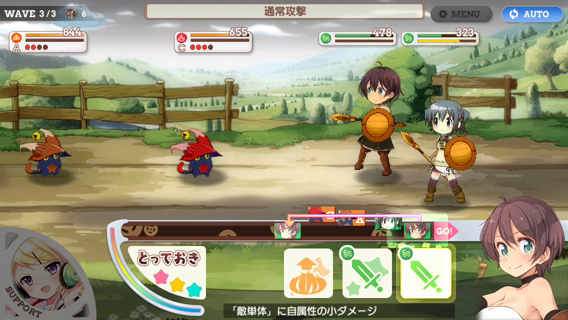 WAVE 3/3 6
通常攻撃
MENU
AUTO
844
A
655
C
478
323
GO!
とっておき
SUPPORT
「敵単体」に自属性の小ダメージ